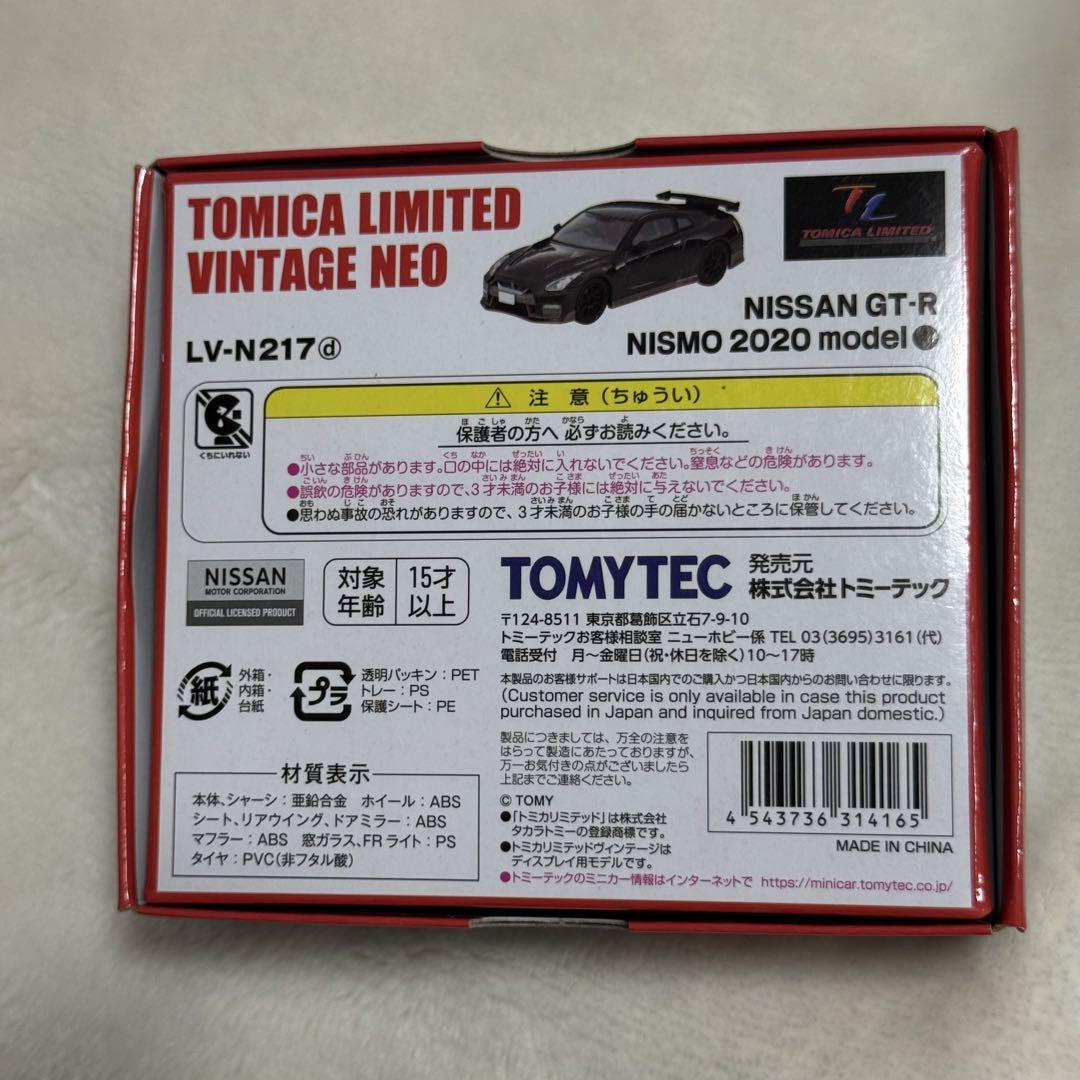 TOMICA LIMITED
VINTAGE NEO
TL
TOMICA LIMITED
LV-N217ⓓ
NISSAN GT-R
NISMO 2020 model●
くちにいれない
注意(ちゅうい)
保護者の方へ 必ずお読みください。
●小さな部品があります。口の中には絶対に入れないでください。窒息などの危険があります。
●誤飲の危険がありますので、3才未満のお子様には絶対に与えないでください。
●思わぬ事故の恐れがありますので、3才未満のお子様の手の届かないところに保管してください。
NISSAN
MOTOR CORPORATION
OFFICIAL LICENSED PRODUCT
対象年齢 15才以上
TOMYTEC 発売元 株式会社トミーテック
〒124-8511 東京都葛飾区立石7-9-10
トミーテックお客様相談室 ニューホビー係 TEL 03(3695)3161(代)
電話受付 月〜金曜日(祝・休日を除く)10〜17時
本製品のお客様サポートは日本国内でのご購入かつ日本国内からのお問い合わせに限ります。
(Customer service is only available in case this product
purchased in Japan and inquired from Japan domestic.)
紙
外箱・
内箱・
台紙
プラ
透明パッキン:PET
トレー:PS
保護シート:PE
材質表示
本体、シャーシ:亜鉛合金 ホイール:ABS
シート、リアウイング、ドアミラー:ABS
マフラー:ABS 窓ガラス、FRライト:PS
タイヤ:PVC(非フタル酸)
製品につきましては、万全の注意を
はらって製造にあたっておりますが、
万一お気付きの点がございましたら
上記までご連絡ください。
© TOMY
●「トミカリミテッド」は株式会社
タカラトミーの登録商標です。
●トミカリミテッドヴィンテージは
ディスプレイ用モデルです。
●トミーテックのミニカー情報はインターネットで https://minicar.tomytec.co.jp/
4 543736 314165
MADE IN CHINA